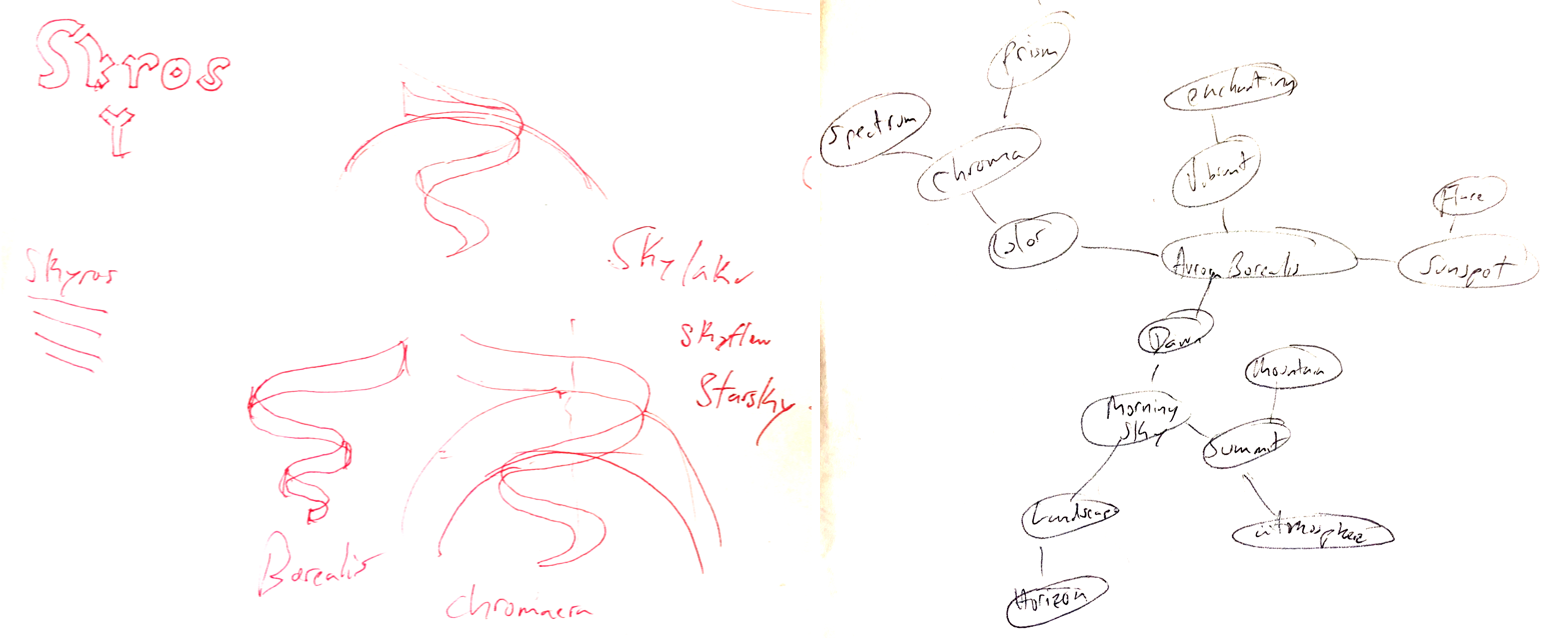 Skros
Y
Skyros
Skylake
Starsky
Borealis
Chromaera
Prism
Spectrum
Chroma
Color
enchanting
Vibrant
Aurora Borealis
Flare
Sunspot
Dawn
Morning
Sky
Mountain
Summit
Landscape
atmosphere
Horizon